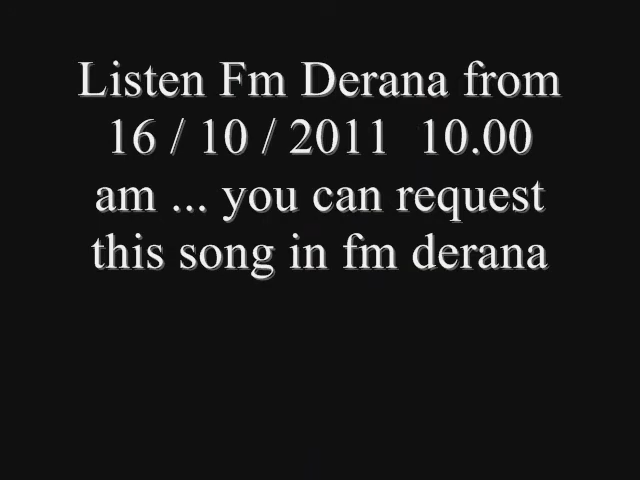 Listen Fm Derana from
16 / 10 / 2011  10.00
am ... you can request
this song in fm derana